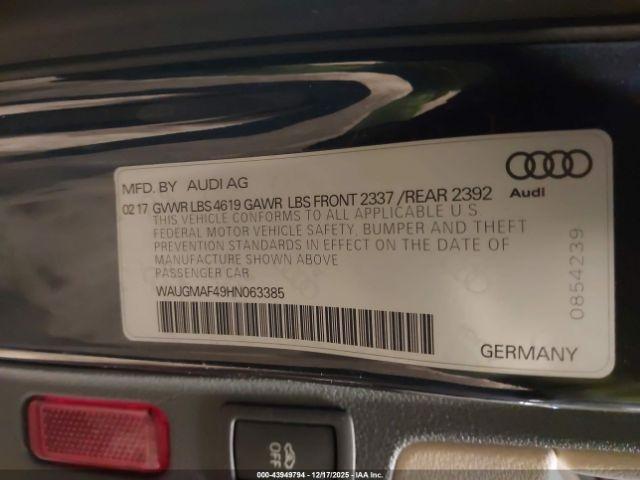 MFD. BY AUDI AG
02 17 GVWR LBS 4619 GAWR LBS FRONT 2337 /REAR 2392
THIS VEHICLE CONFORMS TO ALL APPLICABLE U S
FEDERAL MOTOR VEHICLE SAFETY, BUMPER AND THEFT
PREVENTION STANDARDS IN EFFECT ON THE DATE OF
MANUFACTURE SHOWN ABOVE
PASSENGER CAR
WAUGMAF49HN063385
Audi
0854239
GERMANY
OFF
000-43949794 - 12/17/2025 - IAAI, Inc.